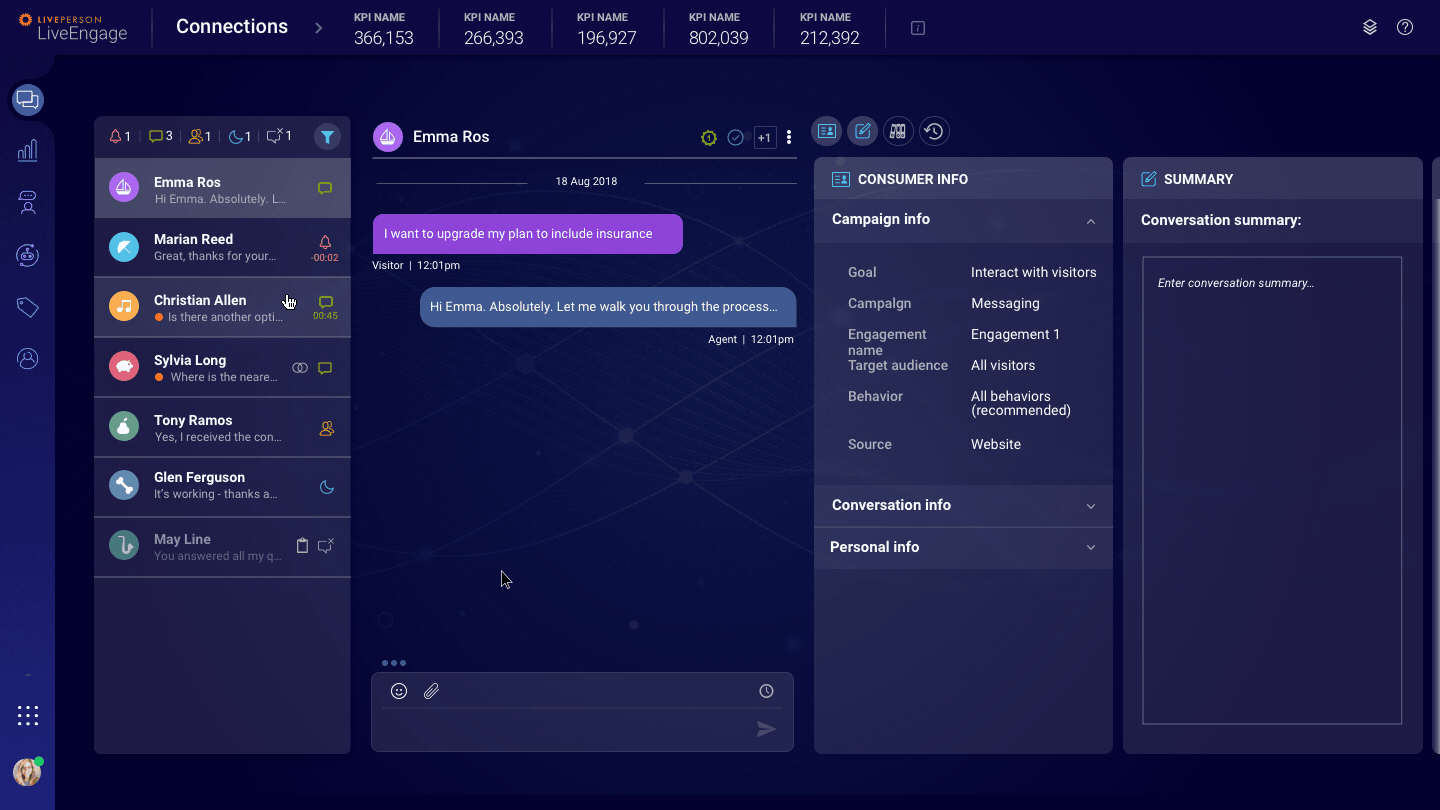 LIVEPERSON
LiveEngage
Connections
KPI NAME
366,153
KPI NAME
266,393
KPI NAME
196,927
KPI NAME
802,039
KPI NAME
212,392
1
3
1
1
1
Emma Ros
Hi Emma. Absolutely. L...
Marian Reed
Great, thanks for your...
-00:02
Christian Allen
Is there another opti...
00:45
Sylvia Long
Where is the neare...
Tony Ramos
Yes, I received the con...
Glen Ferguson
It's working - thanks a...
May Line
You answered all my q...
Emma Ros
1
+1
18 Aug 2018
I want to upgrade my plan to include insurance
Visitor | 12:01pm
Hi Emma. Absolutely. Let me walk you through the process...
Agent | 12:01pm
CONSUMER INFO
Campaign info
Goal Interact with visitors
Campaign Messaging
Engagement name Engagement 1
Target audience All visitors
Behavior All behaviors
(recommended)
Source Website
Conversation info
Personal info
SUMMARY
Conversation summary:
Enter conversation summary...